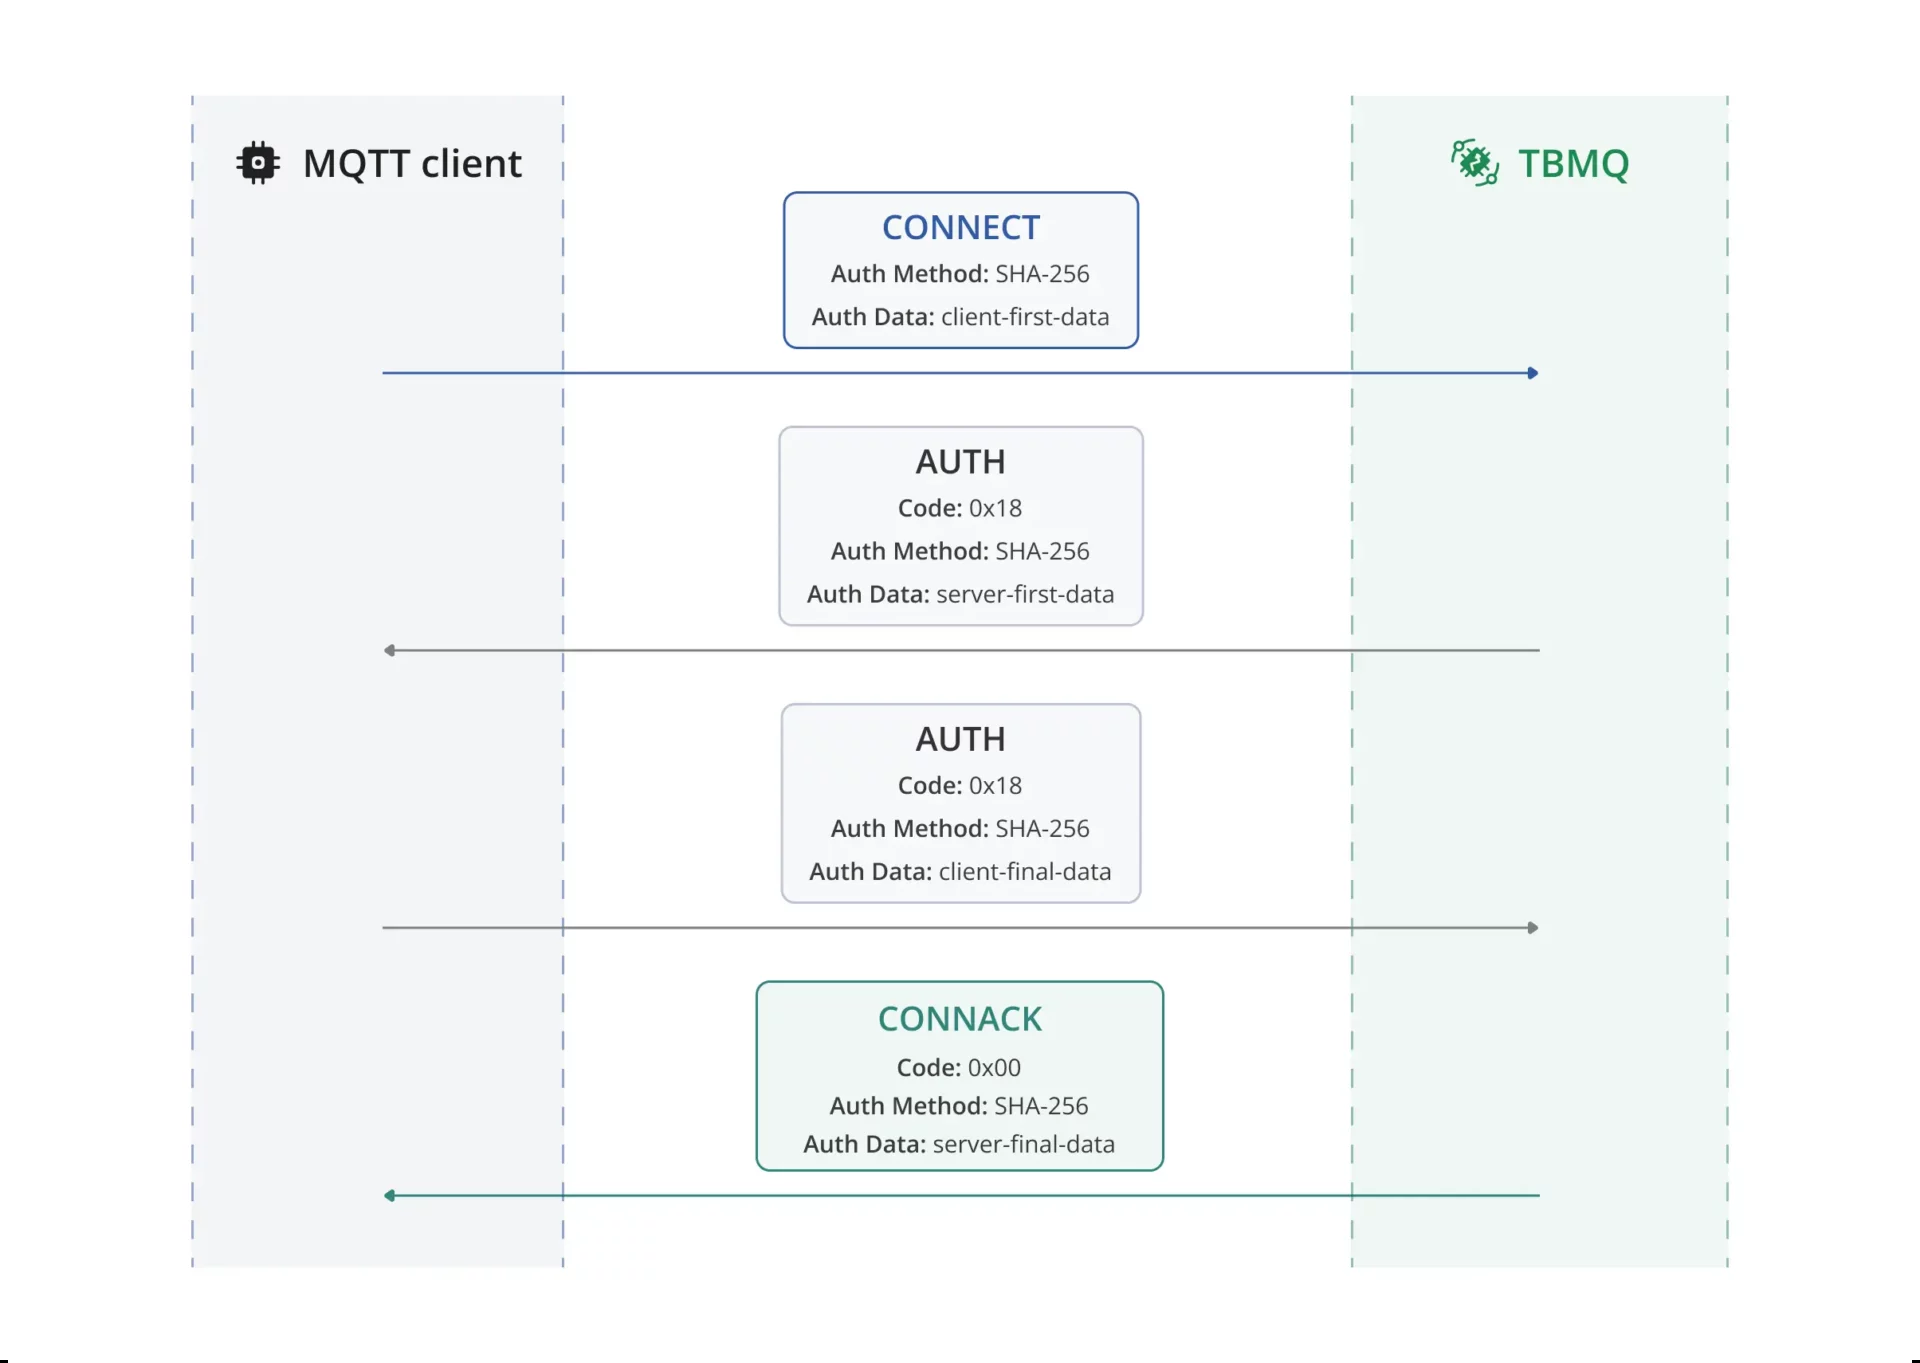 MQTT client
TBMQ
CONNECT
Auth Method: SHA-256
Auth Data: client-first-data
AUTH
Code: 0x18
Auth Method: SHA-256
Auth Data: server-first-data
AUTH
Code: 0x18
Auth Method: SHA-256
Auth Data: client-final-data
CONNACK
Code: 0x00
Auth Method: SHA-256
Auth Data: server-final-data